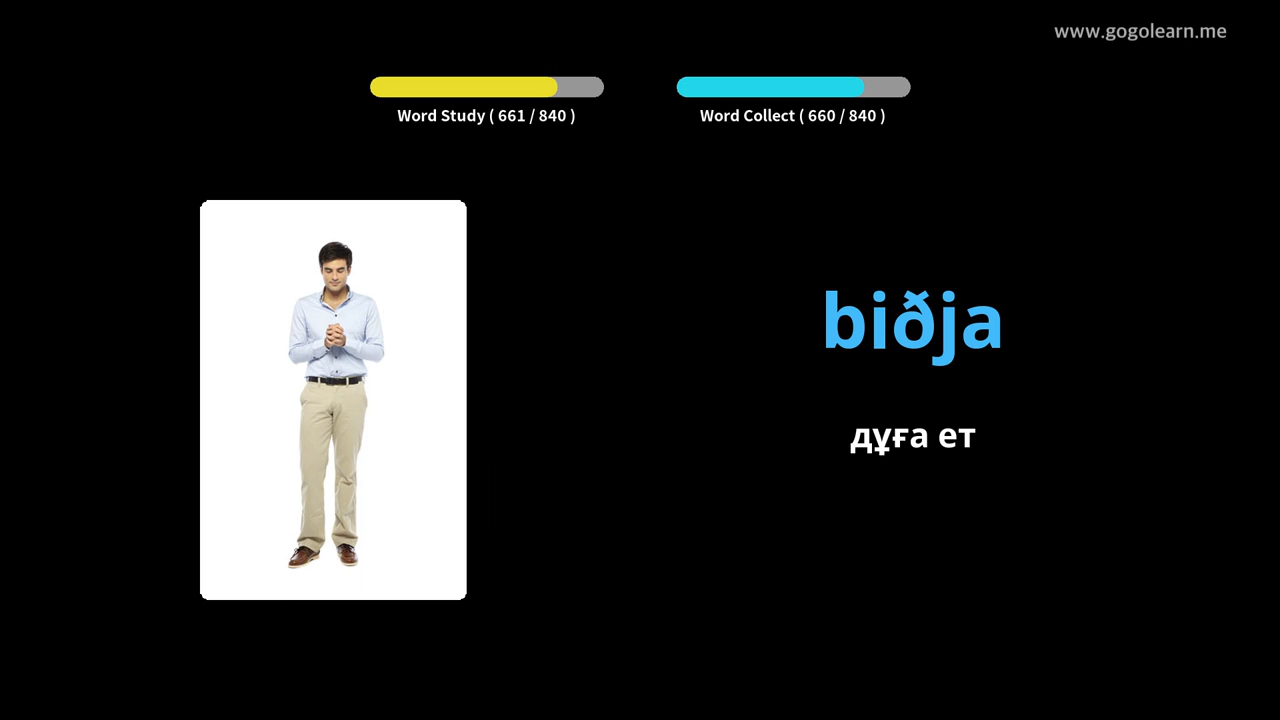 www.gogolearn.me
Word Study ( 661 / 840 )
Word Collect ( 660 / 840 )
biðja
дұға ет